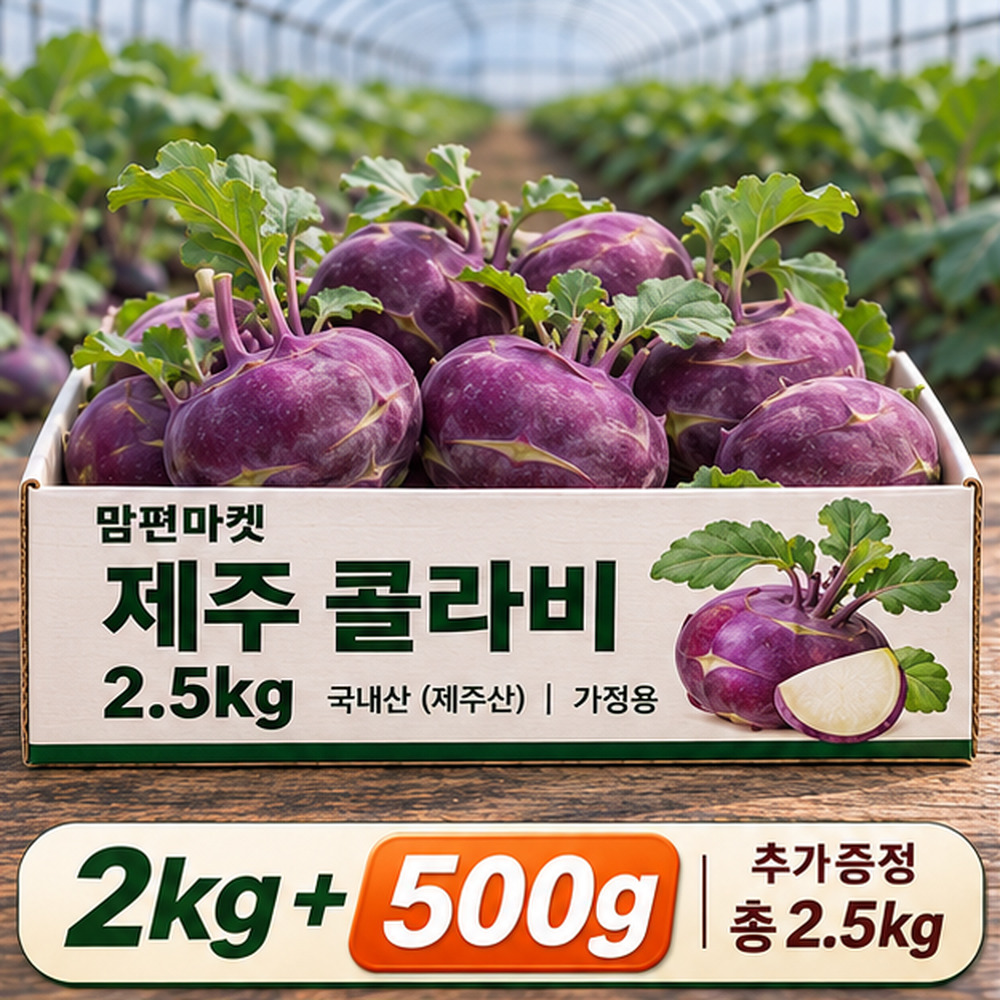 맘편마켓
제주 콜라비
2.5kg 국내산 (제주산) | 가정용
2kg + 500g
추가증정
총 2.5kg